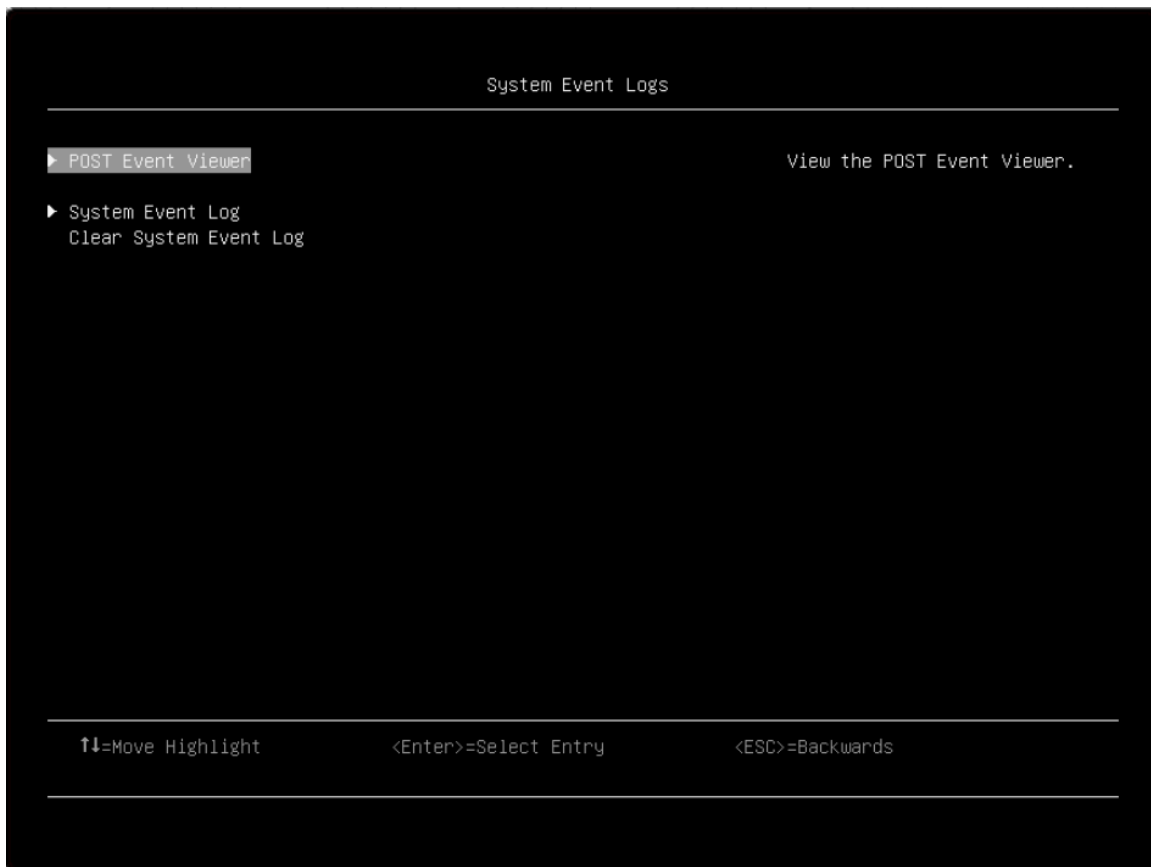 System Event Logs
▶ POST Event Viewer
View the POST Event Viewer.
▶ System Event Log
Clear System Event Log
↑↓=Move Highlight <Enter>=Select Entry <ESC>=Backwards